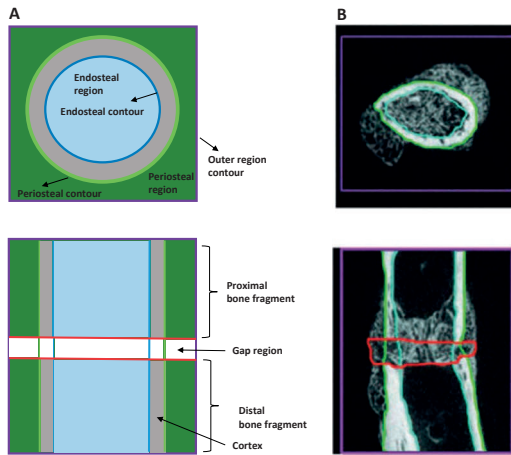 A
B
Endosteal
region
Endosteal contour
Outer region
contour
Periosteal
region
Periosteal contour
Proximal
bone fragment
Gap region
Distal
bone fragment
Cortex